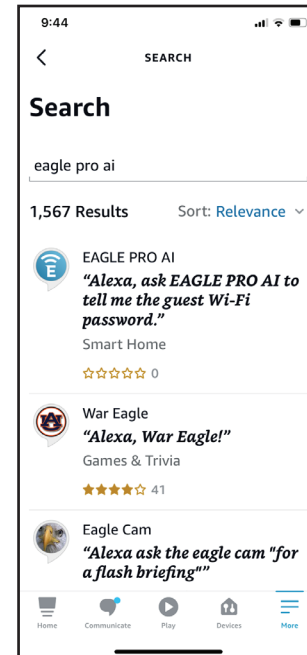 9:44
SEARCH
Search
eagle pro ai
1,567 Results Sort: Relevance
E
EAGLE PRO AI
“Alexa, ask EAGLE PRO AI to
tell me the guest Wi-Fi
password.”
Smart Home
0
AU
War Eagle
“Alexa, War Eagle!”
Games & Trivia
41
Eagle Cam
“Alexa ask the eagle cam "for
a flash briefing"”
Home Communicate Play Devices More